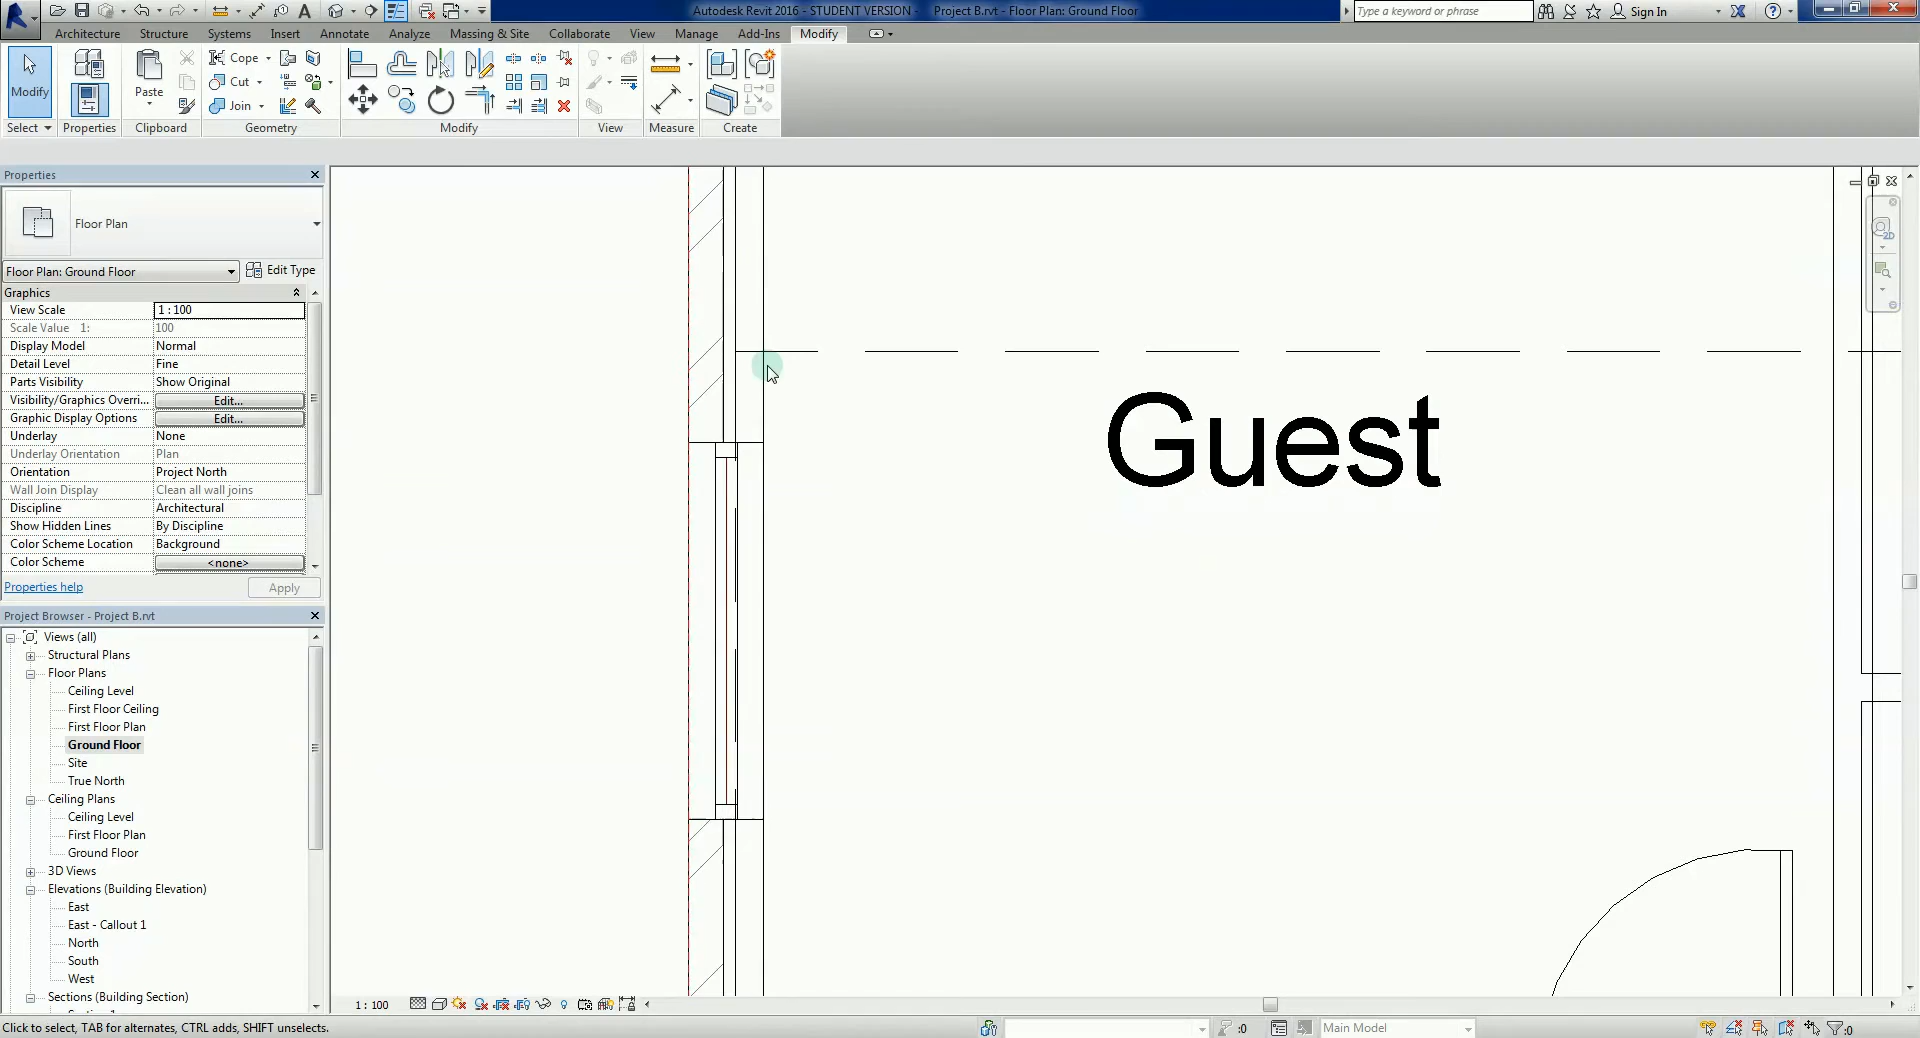 Autodesk Revit 2016 - STUDENT VERSION - Project B.rvt - Floor Plan: Ground Floor
Type a keyword or phrase
Sign In
Architecture Structure Systems Insert Annotate Analyze Massing & Site Collaborate View Manage Add-Ins Modify
Modify
Paste
Cope
Cut
Join
Select Properties Clipboard Geometry Modify View Measure Create
Properties
Floor Plan
Floor Plan: Ground Floor Edit Type
Graphics
View Scale 1 : 100
Scale Value 1: 100
Display Model Normal
Detail Level Fine
Parts Visibility Show Original
Visibility/Graphics Overri... Edit...
Graphic Display Options Edit...
Underlay None
Underlay Orientation Plan
Orientation Project North
Wall Join Display Clean all wall joins
Discipline Architectural
Show Hidden Lines By Discipline
Color Scheme Location Background
Color Scheme <none>
Properties help Apply
Project Browser - Project B.rvt
Views (all)
Structural Plans
Floor Plans
Ceiling Level
First Floor Ceiling
First Floor Plan
Ground Floor
Site
True North
Ceiling Plans
Ceiling Level
First Floor Plan
Ground Floor
3D Views
Elevations (Building Elevation)
East
East - Callout 1
North
South
West
Sections (Building Section)
Guest
2D
1 : 100
Click to select, TAB for alternates, CTRL adds, SHIFT unselects.
:0
Main Model
:0